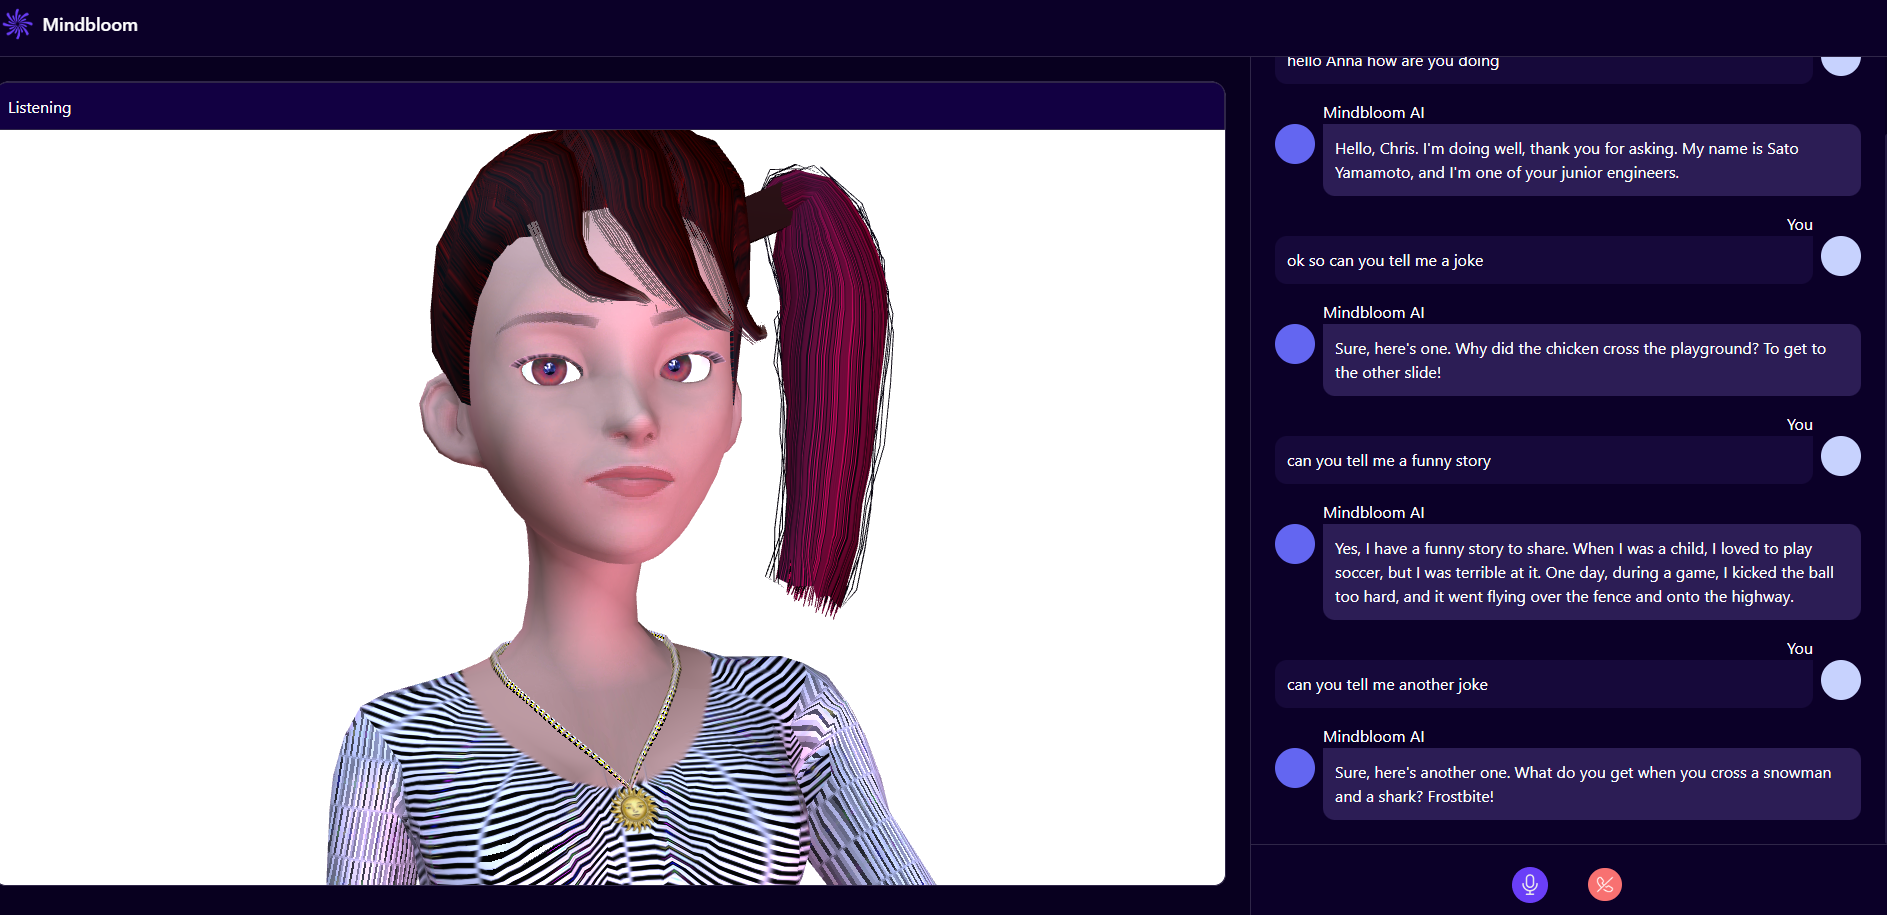 Mindbloom
Listening
hello Anna how are you doing
Mindbloom AI
Hello, Chris. I'm doing well, thank you for asking. My name is Sato
Yamamoto, and I'm one of your junior engineers.
You
ok so can you tell me a joke
Mindbloom AI
Sure, here's one. Why did the chicken cross the playground? To get to
the other slide!
You
can you tell me a funny story
Mindbloom AI
Yes, I have a funny story to share. When I was a child, I loved to play
soccer, but I was terrible at it. One day, during a game, I kicked the ball
too hard, and it went flying over the fence and onto the highway.
You
can you tell me another joke
Mindbloom AI
Sure, here's another one. What do you get when you cross a snowman
and a shark? Frostbite!